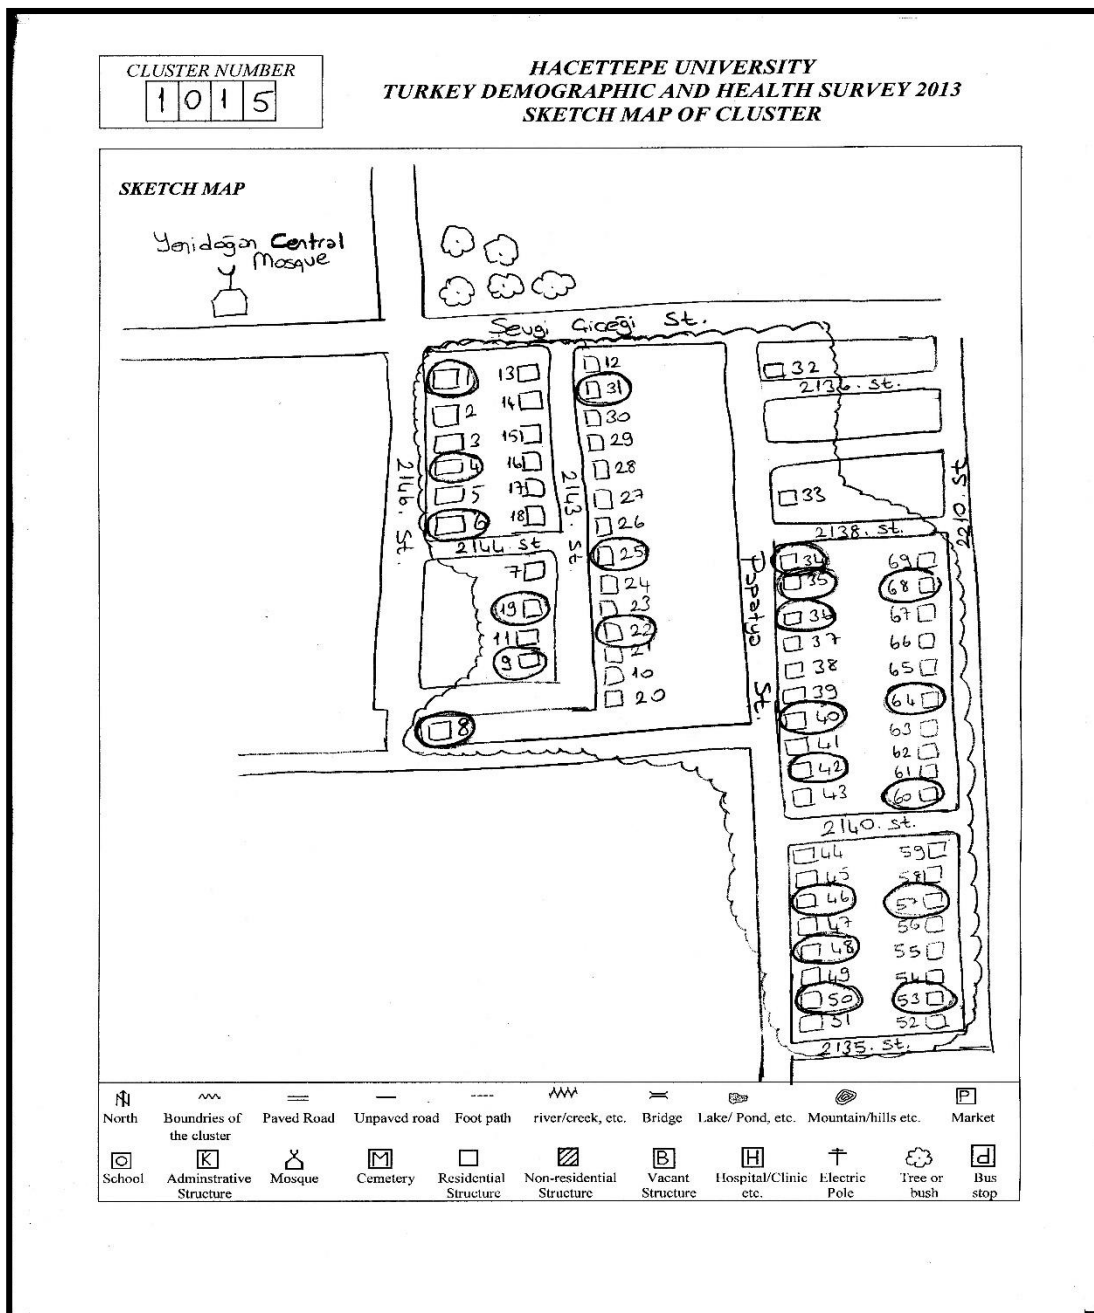 CLUSTER NUMBER
1 0 1 5
HACETTEPE UNIVERSITY
TURKEY DEMOGRAPHIC AND HEALTH SURVEY 2013
SKETCH MAP OF CLUSTER
SKETCH MAP
Yenidoğan Central
Mosque
Sevgi Çiçeği St.
1
2
3
4
5
6
13
14
15
16
17
18
2146. St.
2144. St
7
19
11
9
8
2143. St
12
31
30
29
28
27
26
25
24
23
22
21
10
20
32
2136. St.
33
2138. St.
2210. St
Papatya St.
34
35
36
37
38
39
40
41
42
43
69
68
67
66
65
64
63
62
61
60
2140. St.
44
45
46
47
48
49
50
51
59
58
57
56
55
54
53
52
2135. St.
North
Boundries of the cluster
Paved Road
Unpaved road
Foot path
river/creek, etc.
Bridge
Lake/ Pond, etc.
Mountain/hills etc.
P
Market
O
School
K
Adminstrative Structure
Mosque
M
Cemetery
Residential Structure
Non-residential Structure
B
Vacant Structure
H
Hospital/Clinic etc.
Electric Pole
Tree or bush
d
Bus stop